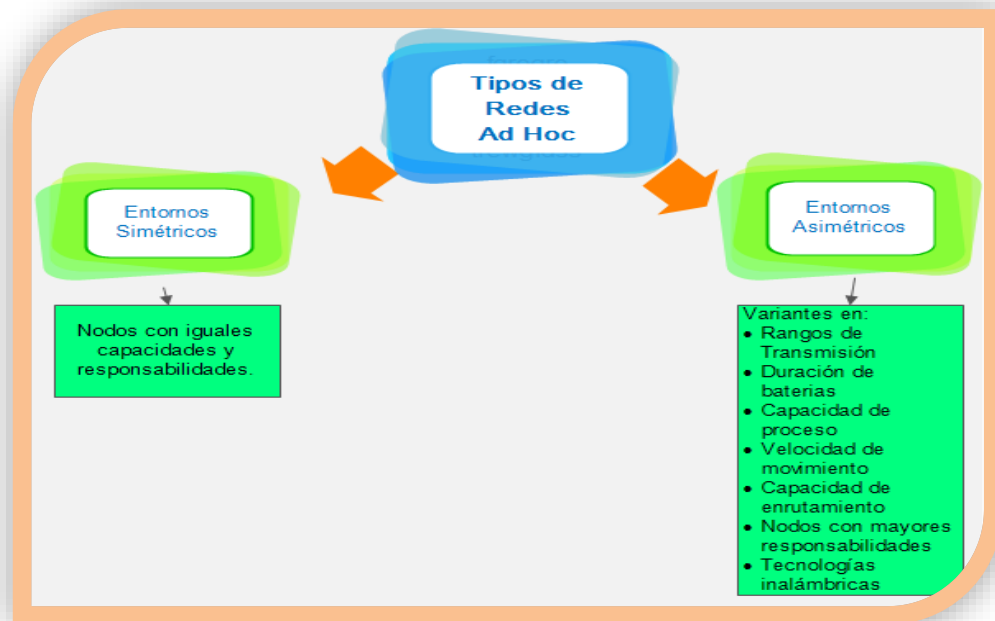 Tipos de
Redes
Ad Hoc
Entornos
Simétricos
Entornos
Asimétricos
Nodos con iguales
capacidades y
responsabilidades.
Variantes en:
• Rangos de
Transmisión
• Duración de
baterias
• Capacidad de
proceso
• Velocidad de
movimiento
• Capacidad de
enrutamiento
• Nodos con mayores
responsabilidades
• Tecnologías
inalámbricas